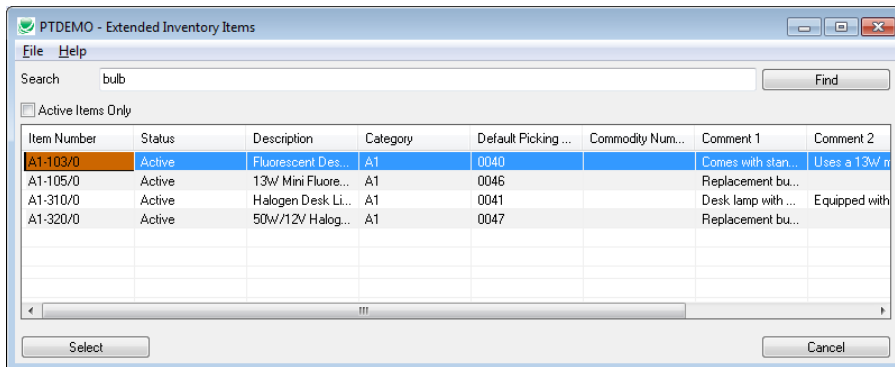 PTDEMO - Extended Inventory Items
File Help
Search bulb Find
Active Items Only
Item Number Status Description Category Default Picking ... Commodity Num... Comment 1 Comment 2
A1-103/0 Active Fluorescent Des... A1 0040 Comes with stan... Uses a 13W m
A1-105/0 Active 13W Mini Fluore... A1 0046 Replacement bu...
A1-310/0 Active Halogen Desk Li... A1 0041 Desk lamp with ... Equipped with
A1-320/0 Active 50W/12V Halog... A1 0047 Replacement bu...
Select Cancel